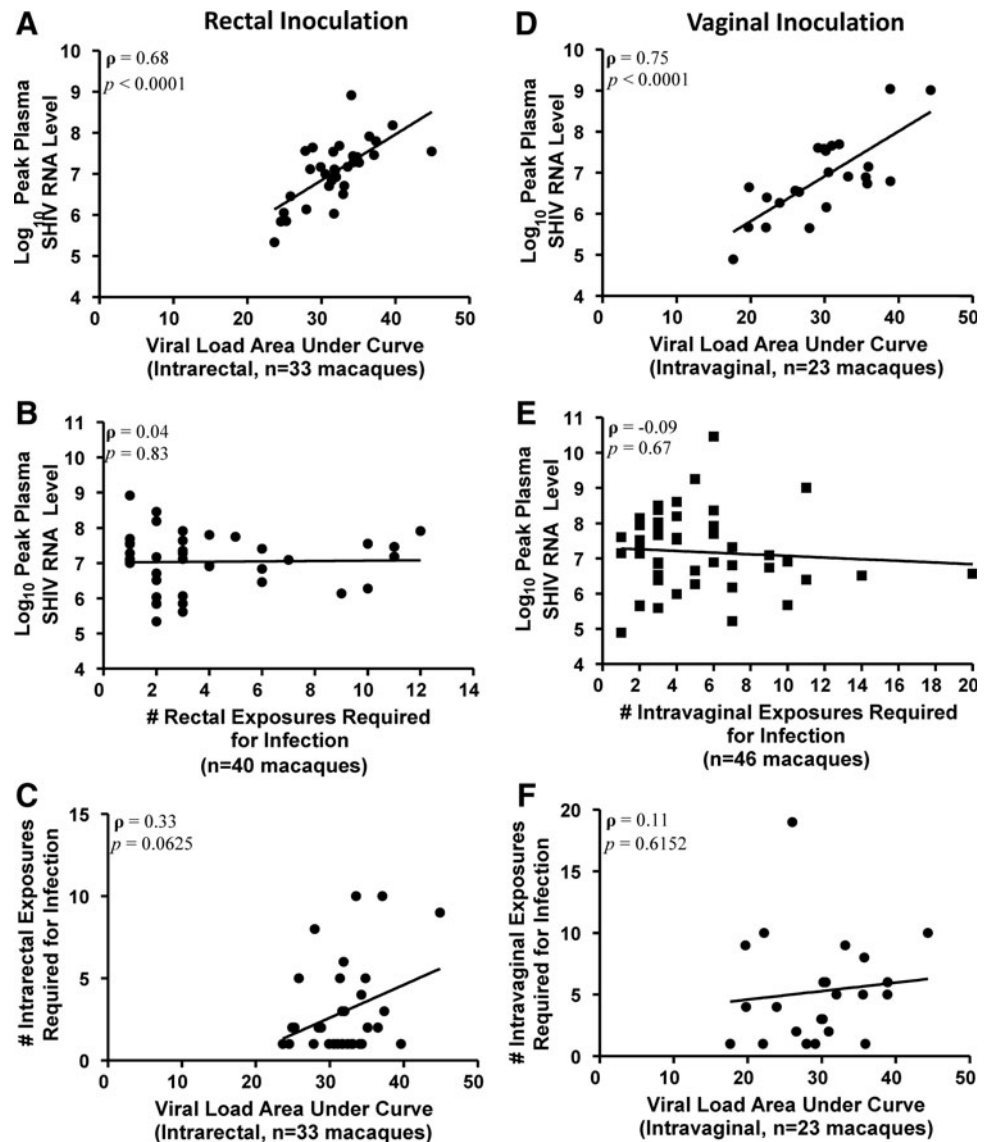 A
Rectal Inoculation
ρ = 0.68
p < 0.0001
Log10 Peak Plasma
SHIV RNA Level
10
9
8
7
6
5
4
0
10
20
30
40
50
Viral Load Area Under Curve
(Intrarectal, n=33 macaques)
D
Vaginal Inoculation
ρ = 0.75
p < 0.0001
Log10 Peak Plasma
SHIV RNA Level
10
9
8
7
6
5
4
0
10
20
30
40
50
Viral Load Area Under Curve
(Intravaginal, n=23 macaques)
B
ρ = 0.04
p = 0.83
Log10 Peak Plasma
SHIV RNA Level
11
10
9
8
7
6
5
4
0
2
4
6
8
10
12
14
# Rectal Exposures Required
for Infection
(n=40 macaques)
E
ρ = -0.09
p = 0.67
Log10 Peak Plasma
SHIV RNA Level
11
10
9
8
7
6
5
4
0
2
4
6
8
10
12
14
16
18
20
# Intravaginal Exposures Required
for Infection
(n=46 macaques)
C
ρ = 0.33
p = 0.0625
# Intrarectal Exposures
Required for Infection
15
10
5
0
0
10
20
30
40
50
Viral Load Area Under Curve
(Intrarectal, n=33 macaques)
F
ρ = 0.11
p = 0.6152
# Intravaginal Exposures
Required for Infection
20
15
10
5
0
0
10
20
30
40
50
Viral Load Area Under Curve
(Intravaginal, n=23 macaques)